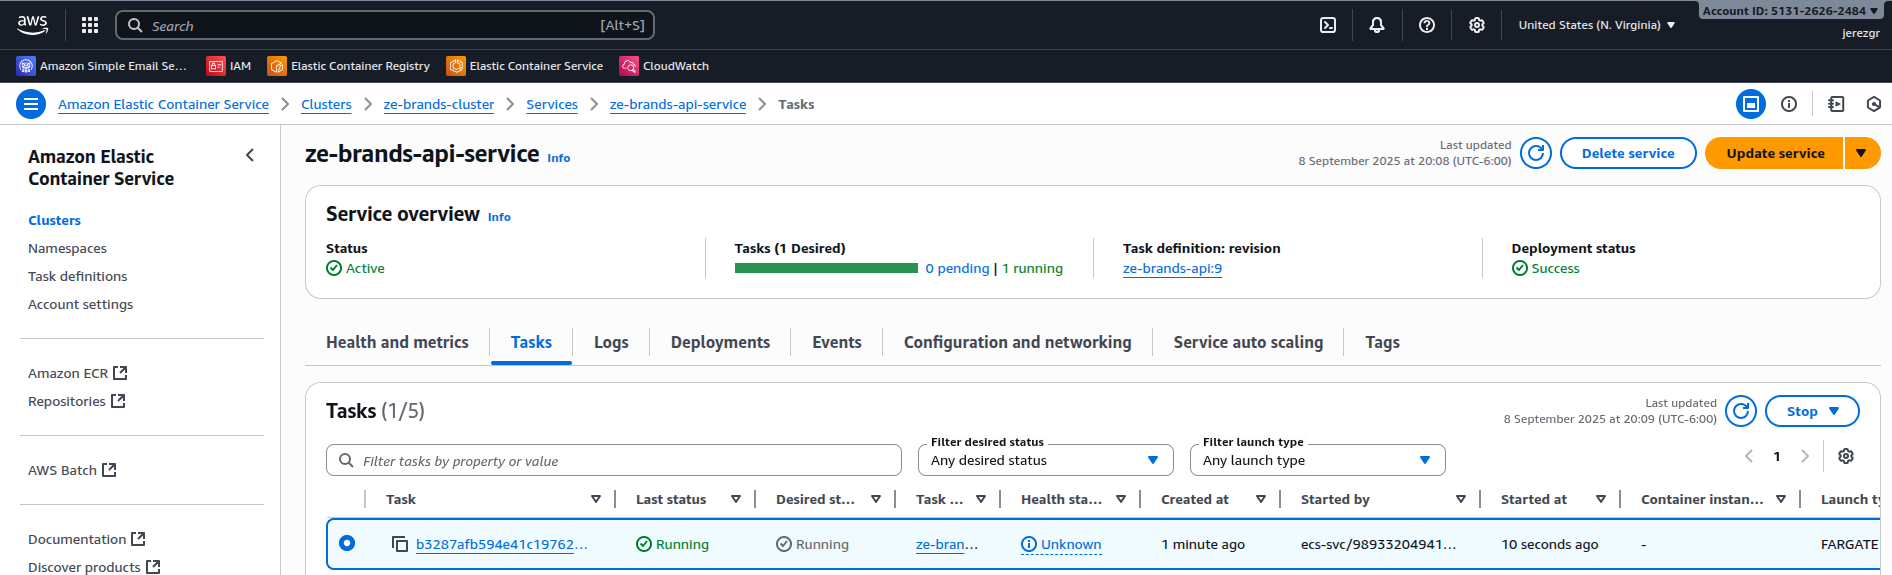 aws
Search
[Alt+S]
United States (N. Virginia)
Account ID: 5131-2626-2484
jerezgr
Amazon Simple Email Se...
IAM
Elastic Container Registry
Elastic Container Service
CloudWatch
Amazon Elastic Container Service
Clusters
ze-brands-cluster
Services
ze-brands-api-service
Tasks
Amazon Elastic
Container Service
Clusters
Namespaces
Task definitions
Account settings
Amazon ECR
Repositories
AWS Batch
Documentation
Discover products
ze-brands-api-service Info
Last updated
8 September 2025 at 20:08 (UTC-6:00)
Delete service
Update service
Service overview Info
Status
Active
Tasks (1 Desired)
0 pending | 1 running
Task definition: revision
ze-brands-api:9
Deployment status
Success
Health and metrics
Tasks
Logs
Deployments
Events
Configuration and networking
Service auto scaling
Tags
Tasks (1/5)
Last updated
8 September 2025 at 20:09 (UTC-6:00)
Stop
Filter tasks by property or value
Filter desired status
Any desired status
Filter launch type
Any launch type
1
Task
Last status
Desired st...
Task ...
Health sta...
Created at
Started by
Started at
Container instan...
Launch ty
b3287afb594e41c19762...
Running
Running
ze-bran...
Unknown
1 minute ago
ecs-svc/98933204941...
10 seconds ago
-
FARGATE